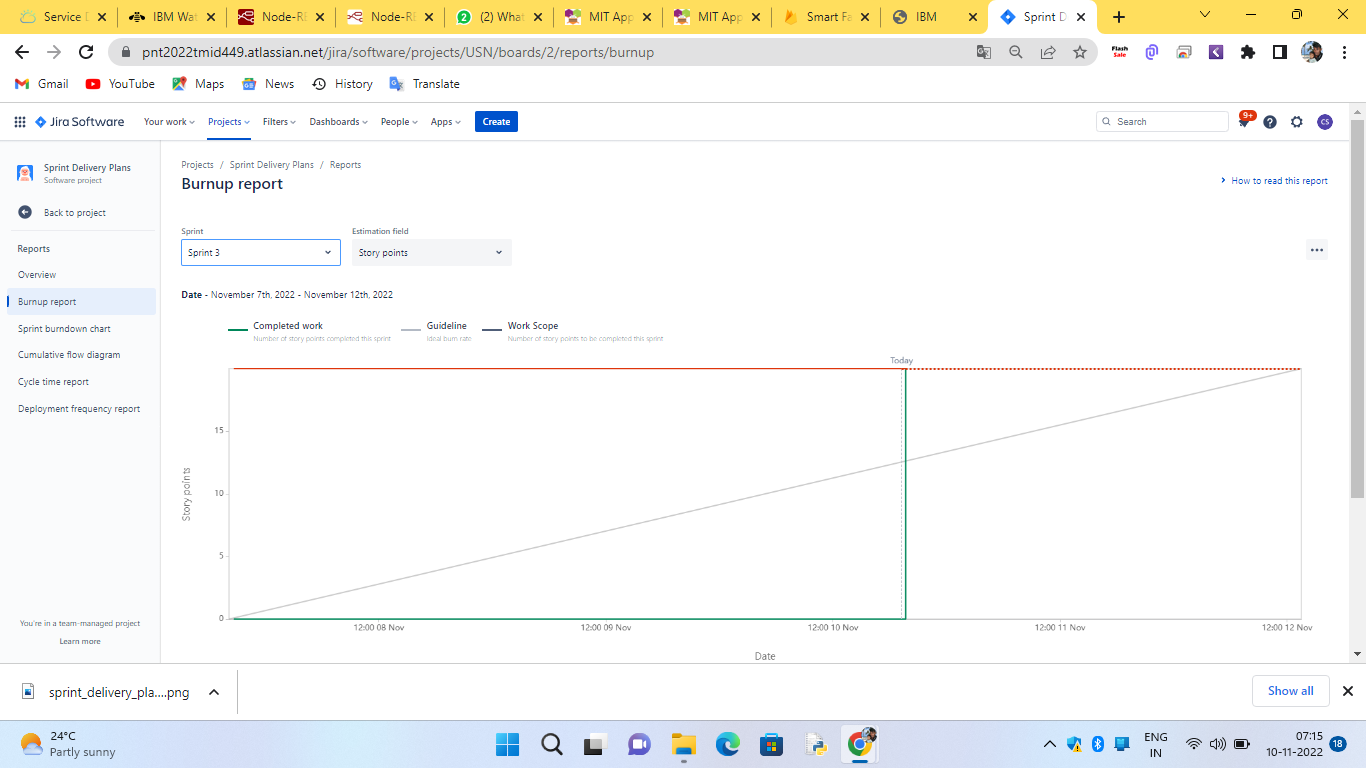 Service D
IBM Wat
Node-RE
Node-RE
(2) What
MIT App
MIT App
Smart Fa
IBM
Sprint D
pnt2022tmid449.atlassian.net/jira/software/projects/USN/boards/2/reports/burnup
Flash
Sale
Gmail
YouTube
Maps
News
History
Translate
Jira Software
Your work
Projects
Filters
Dashboards
People
Apps
Create
Search
9+
CS
Sprint Delivery Plans
Software project
Back to project
Reports
Overview
Burnup report
Sprint burndown chart
Cumulative flow diagram
Cycle time report
Deployment frequency report
You're in a team-managed project
Learn more
Projects / Sprint Delivery Plans / Reports
Burnup report
How to read this report
Sprint
Estimation field
Sprint 3
Story points
Date - November 7th, 2022 - November 12th, 2022
Completed work
Number of story points completed this sprint
Guideline
Ideal burn rate
Work Scope
Number of story points to be completed this sprint
Today
15
10
5
0
Story points
12:00 08 Nov
12:00 09 Nov
12:00 10 Nov
12:00 11 Nov
12:00 12 Nov
Date
sprint_delivery_pla....png
Show all
24°C
Partly sunny
ENG
IN
07:15
10-11-2022
18